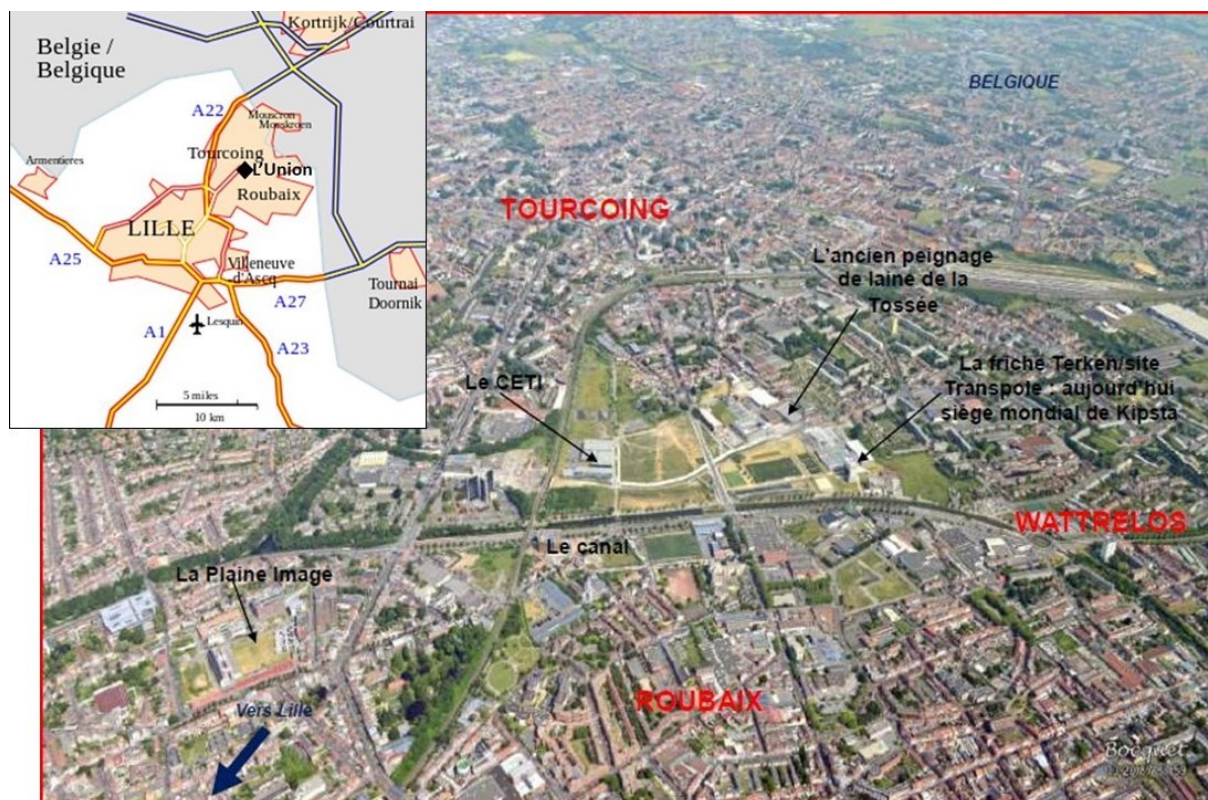 Kortrijk/Courtrai
Belgie /
Belgique
A22
Mouscron
Moeskroen
Armentieres
Tourcoing
L'Union
Roubaix
LILLE
A25
Villeneuve
d'Ascq
A27
Tournai
Doornik
A1
Lesquin
A23
5 miles
10 km
BELGIQUE
TOURCOING
L'ancien peignage
de laine de la
Tossée
Le CETI
La friche Terken/site
Transpole : aujourd'hui
siège mondial de Kipsta
WATTRELOS
Le canal
La Plaine Image
ROUBAIX
Vers Lille
Bocquet